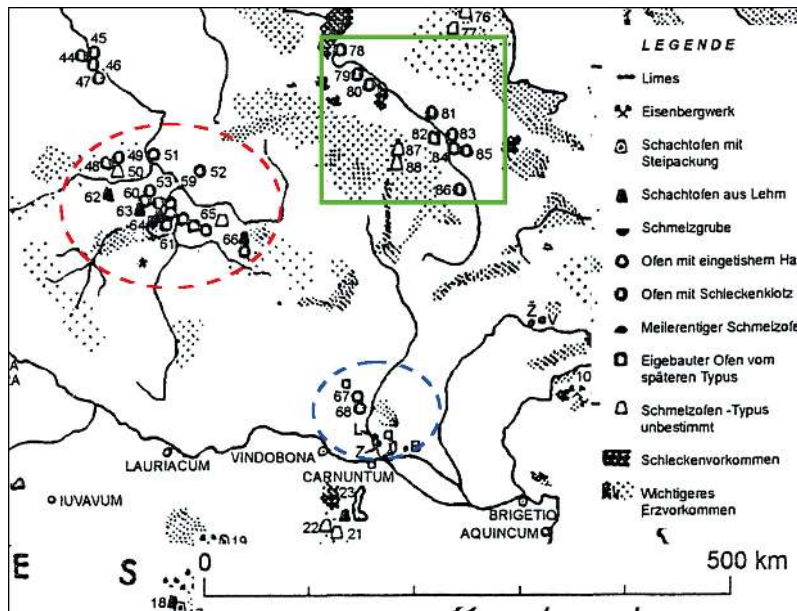 76
77
78
79
80
81
82
83
84
85
86
87
88
45
44
46
47
49
51
48
50
52
53
59
62
60
63
65
64
61
66
67
68
L
Z
B
Ž V
10
LAURIACUM
VINDOBONA
CARNUNTUM
IUVAVUM
BRIGETIO
AQUINCUM
23
22
21
19
18
E S
0
500 km
LEGENDE
Limes
Eisenbergwerk
Schachtofen mit
Steipackung
Schachtofen aus Lehm
Schmelzgrube
Ofen mit eingetishem Ha
Ofen mit Schleckenklotz
Meilerentiger Schmelzofe
Eigebauter Ofen vom
späteren Typus
Schmelzofen -Typus
unbestimmt
Schleckenvorkommen
Wichtigeres
Erzvorkommen